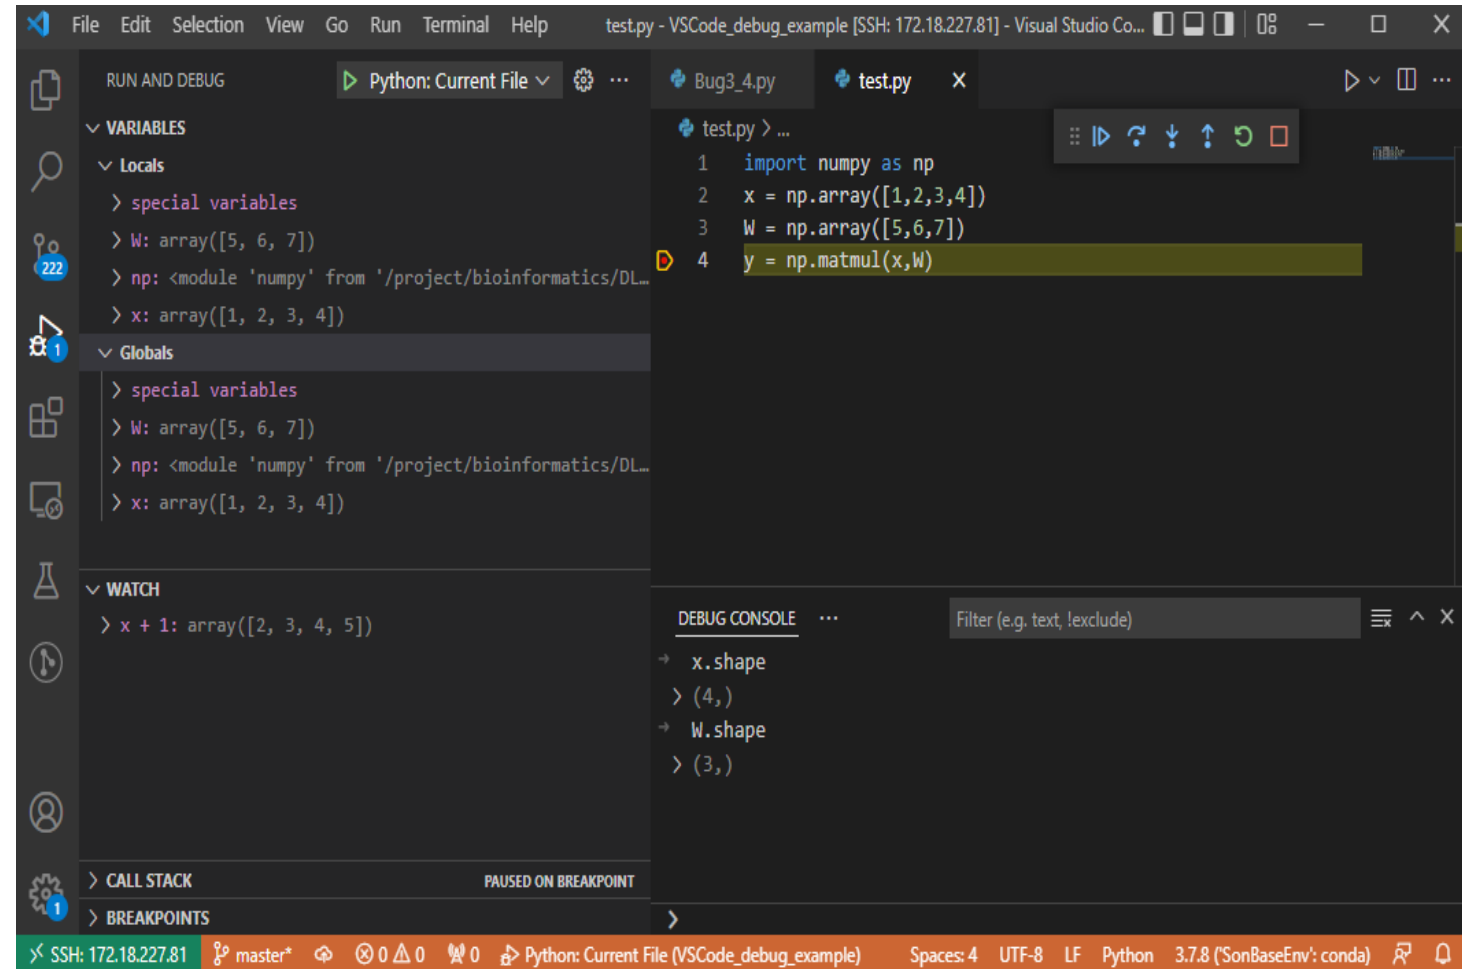 File Edit Selection View Go Run Terminal Help test.py - VSCode_debug_example [SSH: 172.18.227.81] - Visual Studio Co...
RUN AND DEBUG Python: Current File ...
VARIABLES
Locals
special variables
W: array([5, 6, 7])
np: <module 'numpy' from '/project/bioinformatics/DL...
x: array([1, 2, 3, 4])
Globals
special variables
W: array([5, 6, 7])
np: <module 'numpy' from '/project/bioinformatics/DL...
x: array([1, 2, 3, 4])
222
1
WATCH
x + 1: array([2, 3, 4, 5])
CALL STACK PAUSED ON BREAKPOINT
BREAKPOINTS
1
Bug3_4.py test.py
test.py > ...
1 import numpy as np
2 x = np.array([1,2,3,4])
3 W = np.array([5,6,7])
4 y = np.matmul(x,W)
DEBUG CONSOLE ... Filter (e.g. text, !exclude)
x.shape
(4,)
W.shape
(3,)
SSH: 172.18.227.81 master* 0 0 0 Python: Current File (VSCode_debug_example) Spaces: 4 UTF-8 LF Python 3.7.8 ('SonBaseEnv': conda)